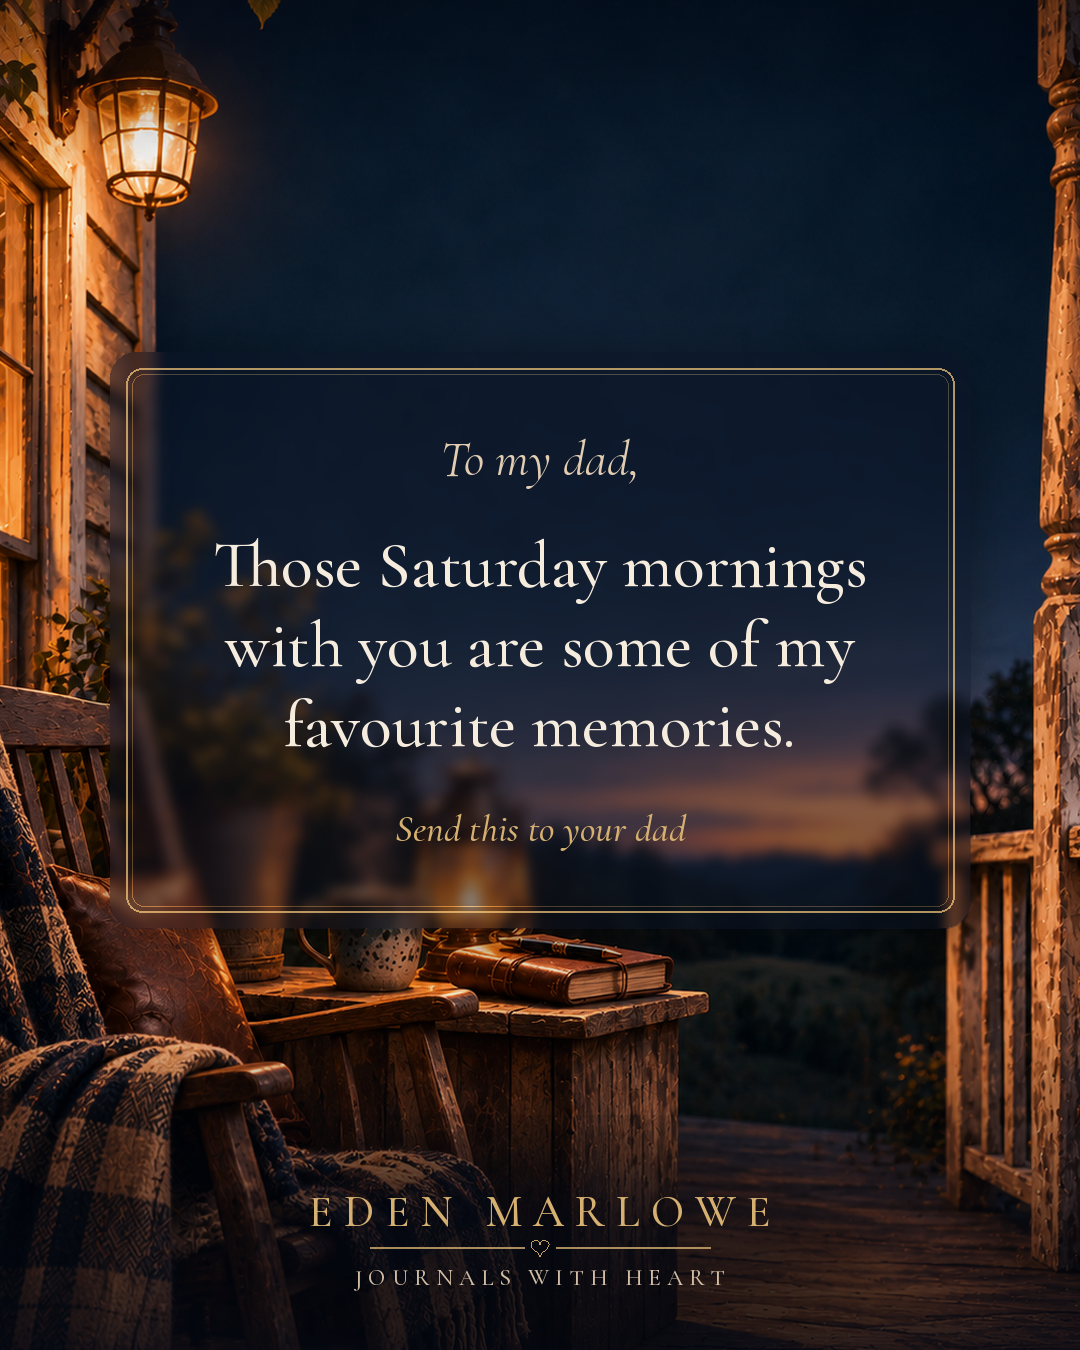 To my dad,
Those Saturday mornings
with you are some of my
favourite memories.
Send this to your dad
EDEN MARLOWE
JOURNALS WITH HEART